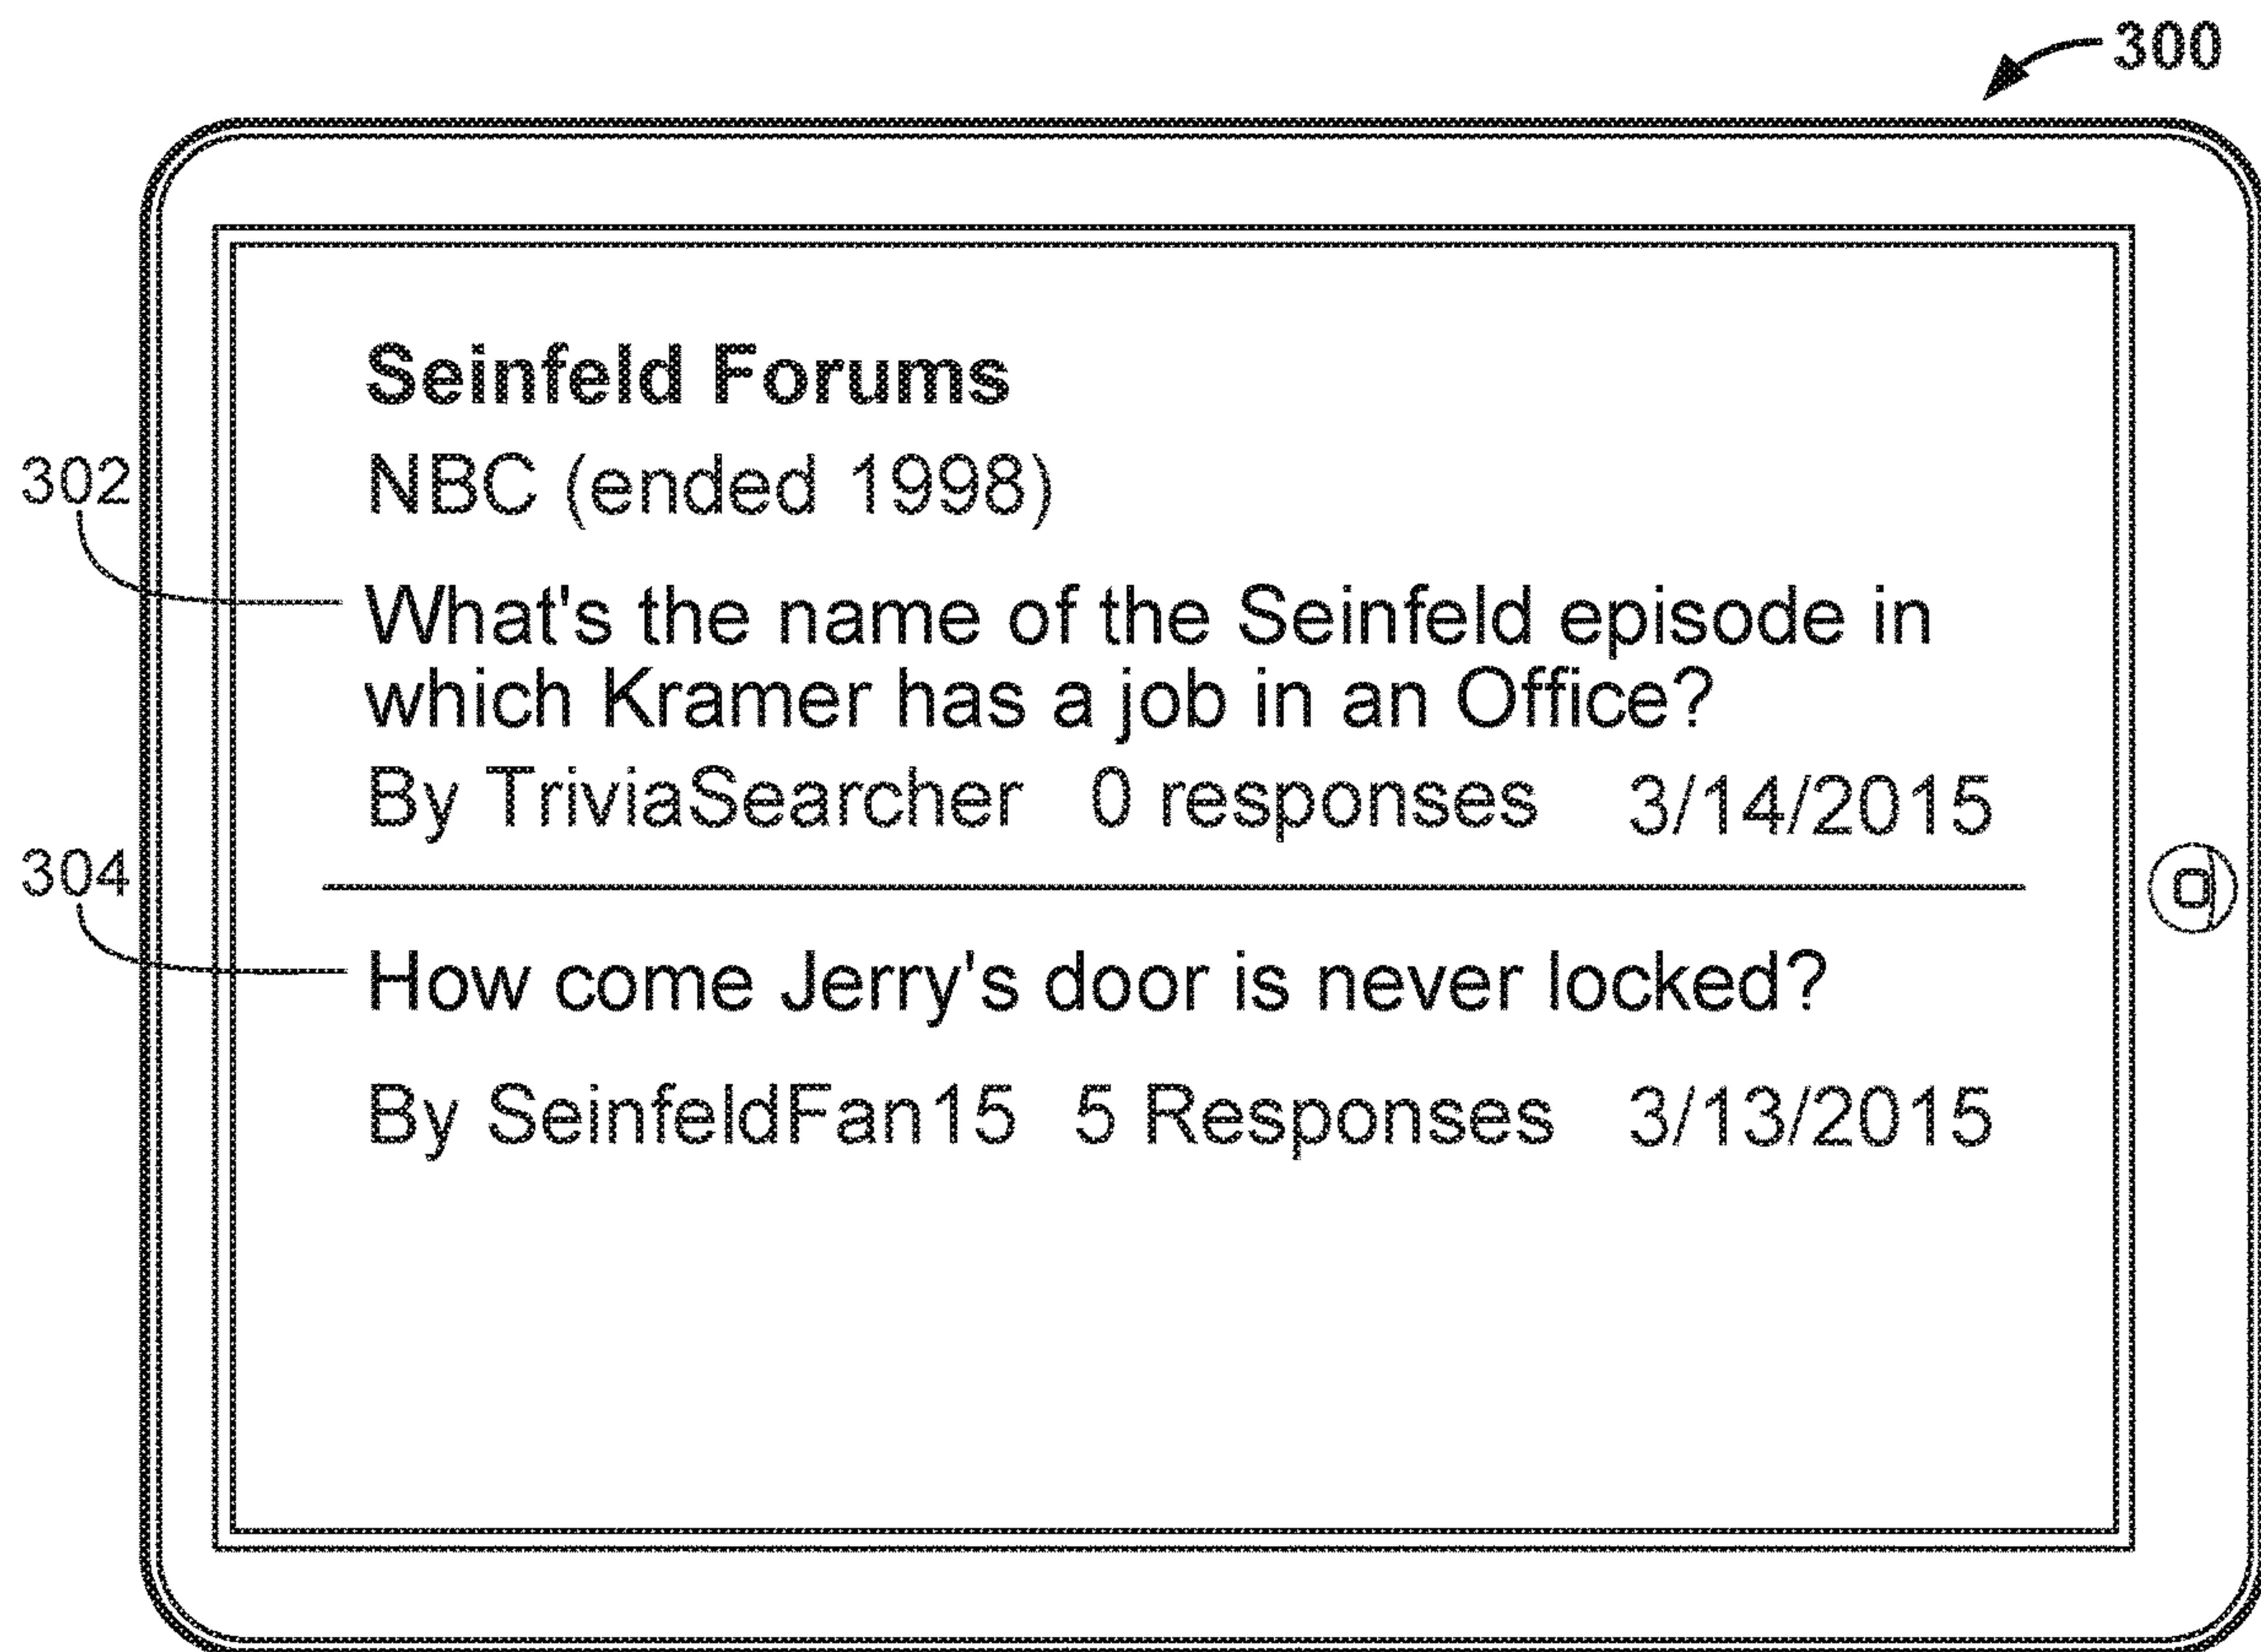 300
Seinfeld Forums
302
NBC (ended 1998)
What's the name of the Seinfeld episode in
which Kramer has a job in an Office?
By TriviaSearcher 0 responses 3/14/2015
304
How come Jerry's door is never locked?
By SeinfeldFan15 5 Responses 3/13/2015